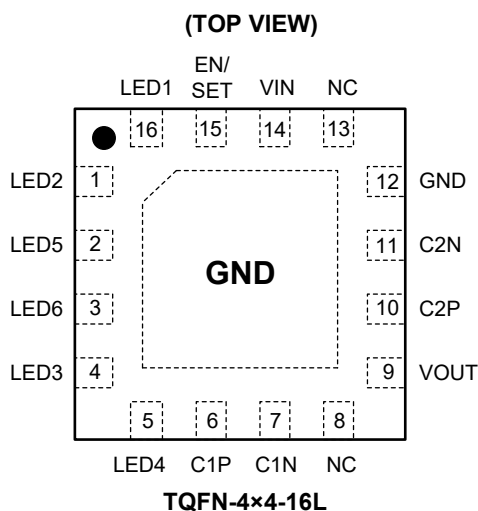 (TOP VIEW)
EN/
LED1 SET VIN NC
16 15 14 13
LED2 1 12 GND
LED5 2 11 C2N
GND
LED6 3 10 C2P
LED3 4 9 VOUT
5 6 7 8
LED4 C1P C1N NC
TQFN-4×4-16L